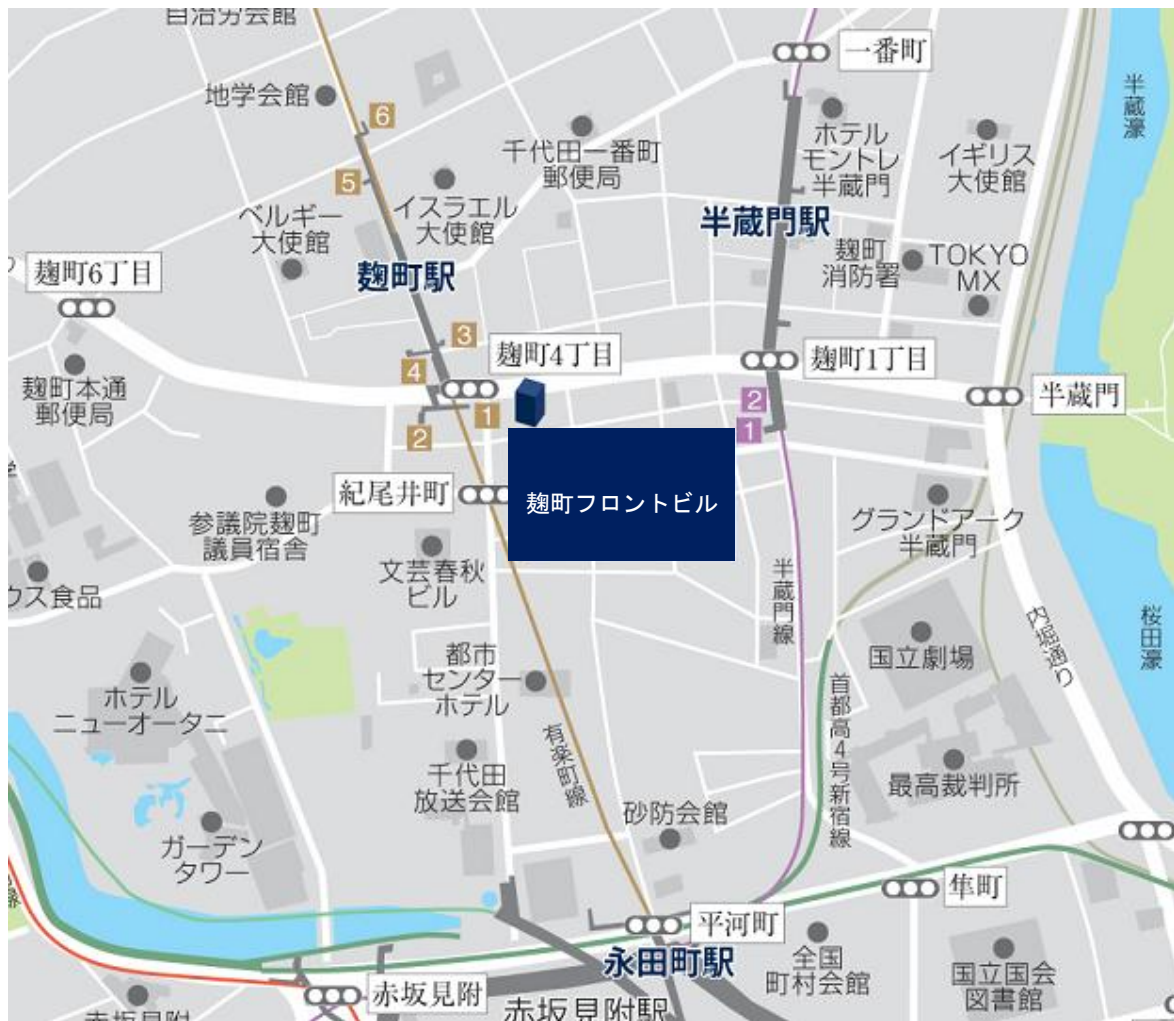 自治労会館
一番町
地学会館
6
千代田一番町
郵便局
ホテル
モントレ
半蔵門
イギリス
大使館
半蔵濠
5
イスラエル
大使館
ベルギー
大使館
半蔵門駅
麹町
消防署
TOKYO
MX
麹町6丁目
麹町駅
3
麹町4丁目
麹町1丁目
4
麹町本通
郵便局
半蔵門
1
2
2
1
紀尾井町
麹町フロントビル
参議院麹町
議員宿舎
グランドアーク
半蔵門
文芸春秋
ビル
ウス食品
半蔵門線
内堀通り
桜田濠
国立劇場
都市
センター
ホテル
ホテル
ニューオータニ
首都高4号新宿線
有楽町線
千代田
放送会館
最高裁判所
砂防会館
ガーデン
タワー
隼町
平河町
永田町駅
全国
町村会館
国立国会
図書館
赤坂見附
赤坂見附駅
赤坂見附